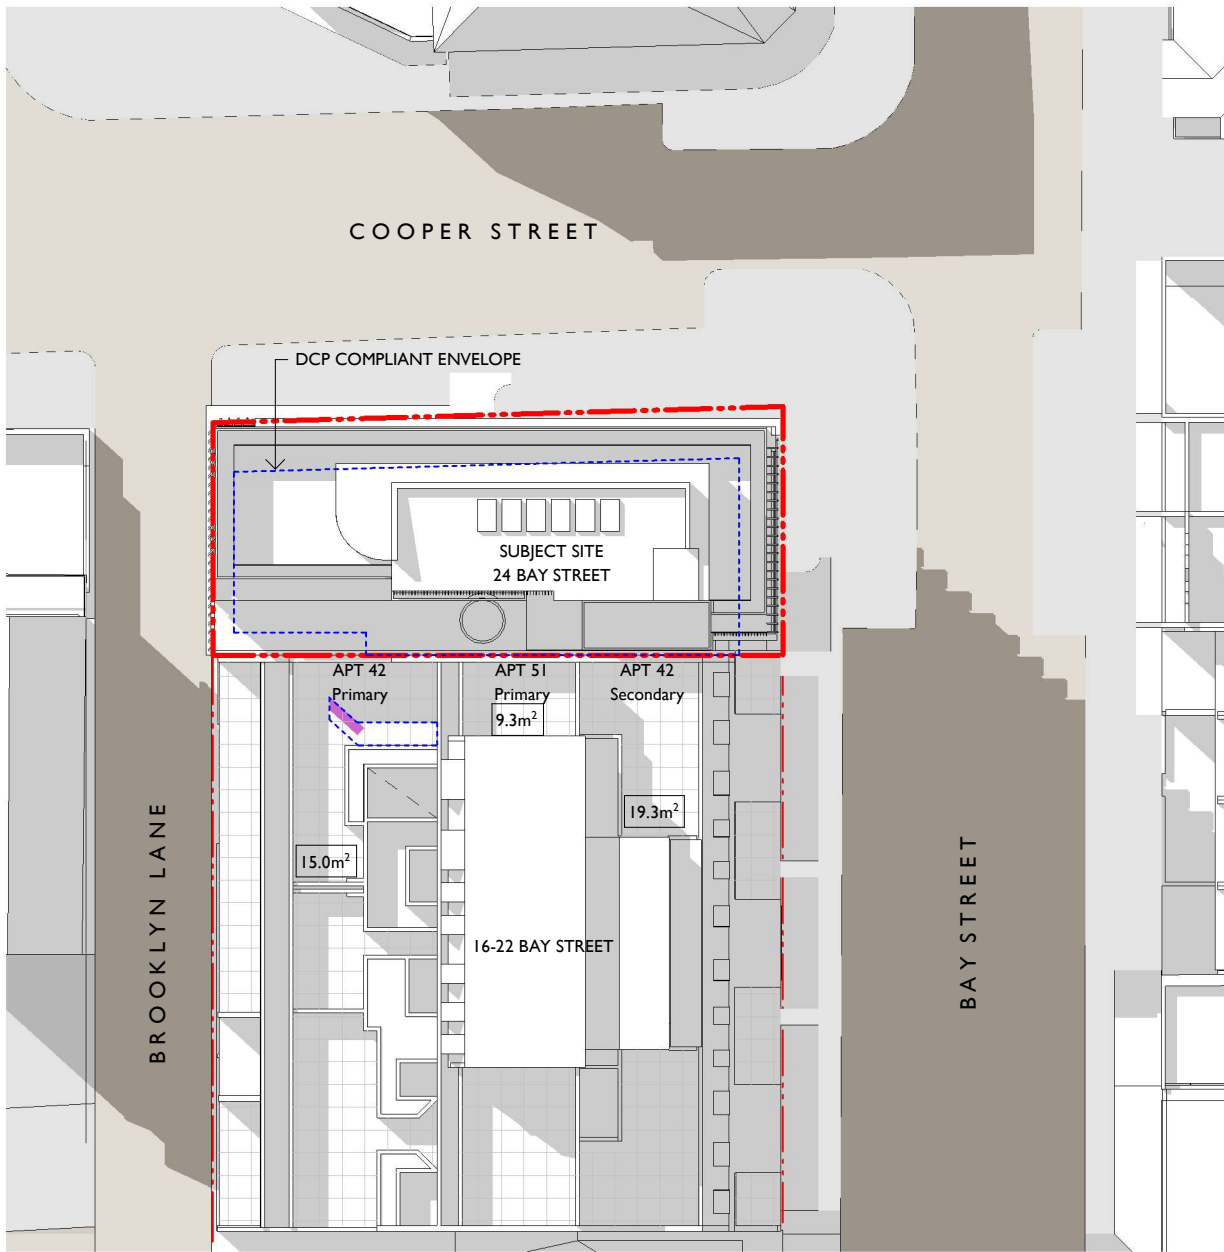 COOPER STREET
DCP COMPLIANT ENVELOPE
SUBJECT SITE
24 BAY STREET
APT 42
Primary
APT 51
Primary
9.3m²
APT 42
Secondary
19.3m²
15.0m²
16-22 BAY STREET
BROOKLYN LANE
BAY STREET